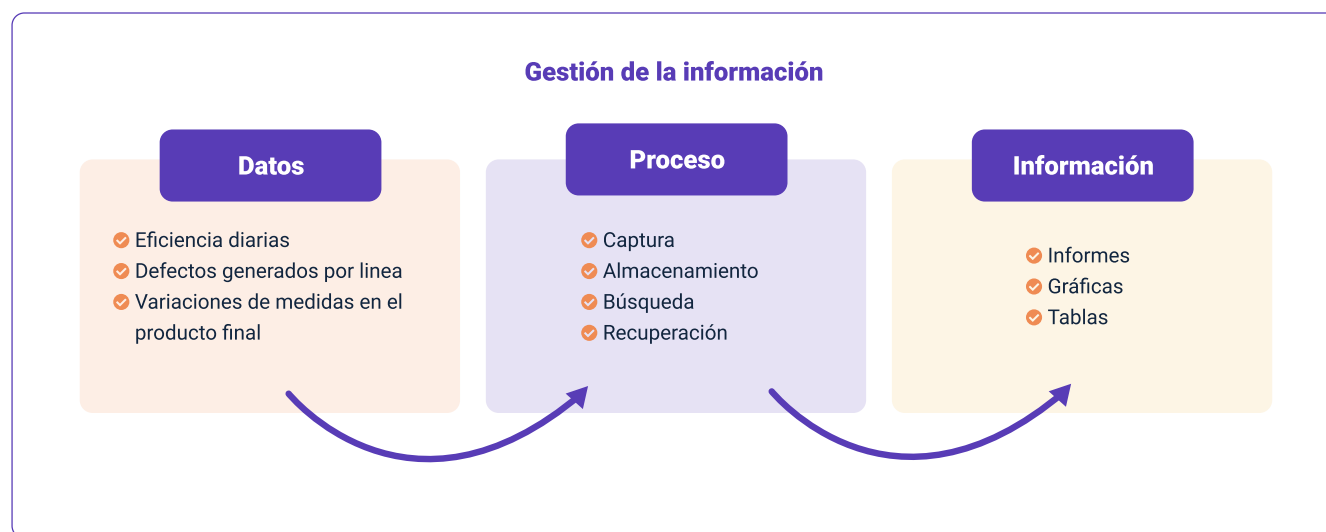 Gestión de la información
Datos
Eficiencia diarias
Defectos generados por linea
Variaciones de medidas en el
producto final
Proceso
Captura
Almacenamiento
Búsqueda
Recuperación
Información
Informes
Gráficas
Tablas